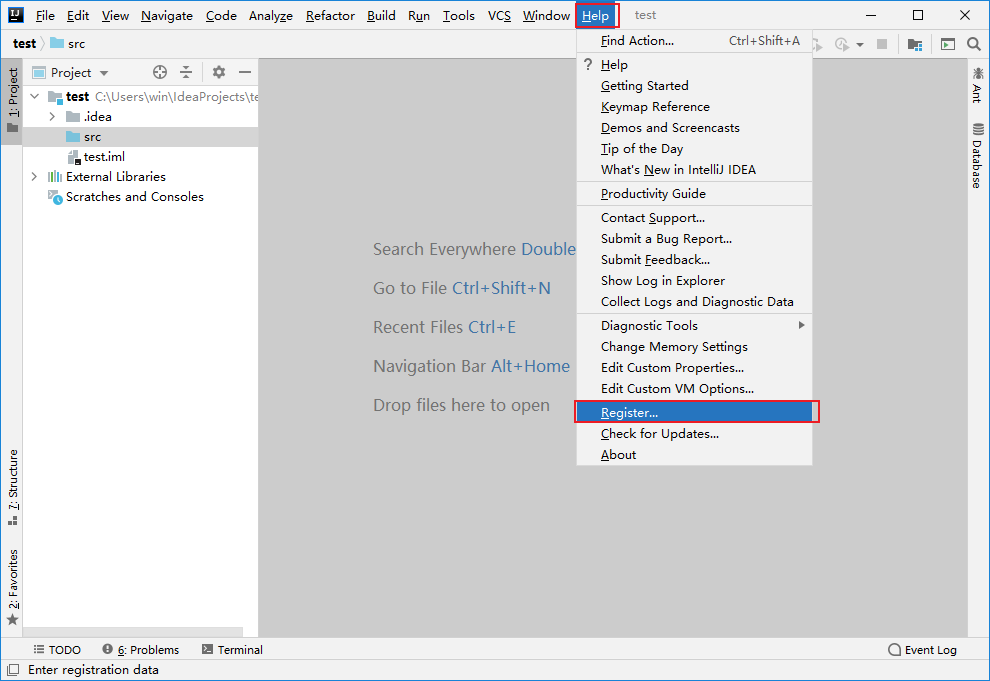 File Edit View Navigate Code Analyze Refactor Build Run Tools VCS Window Help test
test src
Project
1: Project
test C:\Users\win\IdeaProjects\te
.idea
src
test.iml
External Libraries
Scratches and Consoles
7: Structure
2: Favorites
Search Everywhere Double
Go to File Ctrl+Shift+N
Recent Files Ctrl+E
Navigation Bar Alt+Home
Drop files here to open
Find Action... Ctrl+Shift+A
? Help
Getting Started
Keymap Reference
Demos and Screencasts
Tip of the Day
What's New in IntelliJ IDEA
Productivity Guide
Contact Support...
Submit a Bug Report...
Submit Feedback...
Show Log in Explorer
Collect Logs and Diagnostic Data
Diagnostic Tools
Change Memory Settings
Edit Custom Properties...
Edit Custom VM Options...
Register...
Check for Updates...
About
Ant
Database
TODO 6: Problems Terminal Event Log
Enter registration data